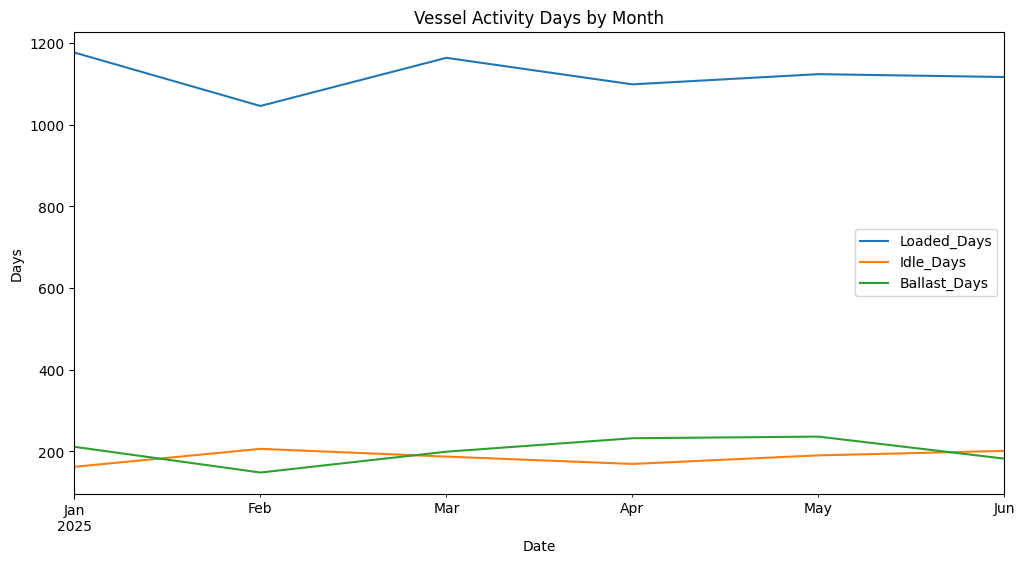 Vessel Activity Days by Month
1200
1000
800
600
400
200
Days
Loaded_Days
Idle_Days
Ballast_Days
Jan
2025
Feb
Mar
Apr
May
Jun
Date